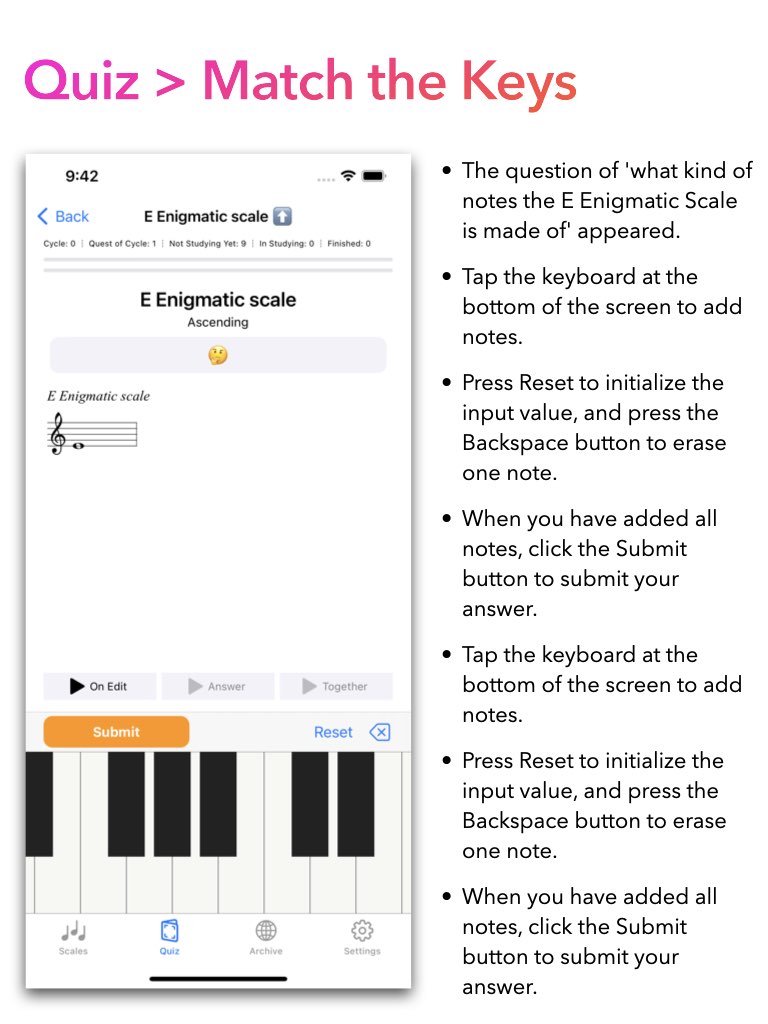 Quiz > Match the Keys
9:42
Back
E Enigmatic scale ⬆️
Cycle: 0 | Quest of Cycle: 1 | Not Studying Yet: 9 | In Studying: 0 | Finished: 0
E Enigmatic scale
Ascending
🤔
E Enigmatic scale
On Edit
Answer
Together
Submit
Reset
Scales
Quiz
Archive
Settings
• The question of 'what kind of
notes the E Enigmatic Scale
is made of' appeared.
• Tap the keyboard at the
bottom of the screen to add
notes.
• Press Reset to initialize the
input value, and press the
Backspace button to erase
one note.
• When you have added all
notes, click the Submit
button to submit your
answer.
• Tap the keyboard at the
bottom of the screen to add
notes.
• Press Reset to initialize the
input value, and press the
Backspace button to erase
one note.
• When you have added all
notes, click the Submit
button to submit your
answer.